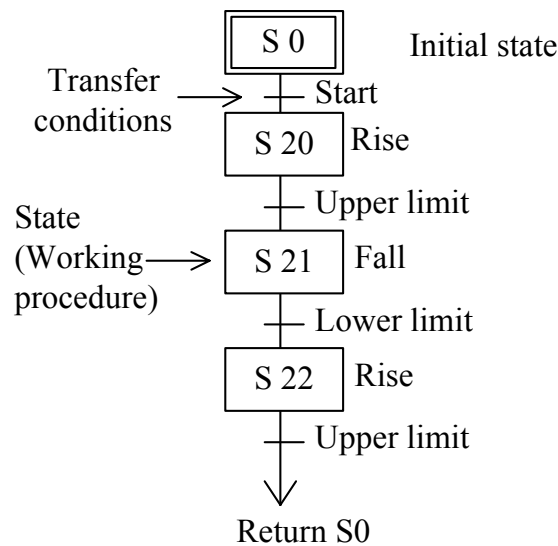 S 0
Initial state
Transfer
conditions
Start
S 20
Rise
Upper limit
State
(Working
procedure)
S 21
Fall
Lower limit
S 22
Rise
Upper limit
Return S0